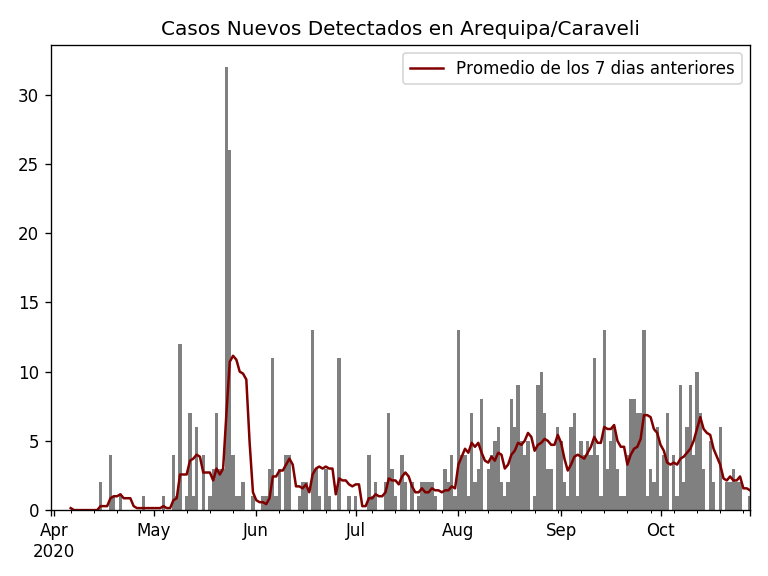 Casos Nuevos Detectados en Arequipa/Caraveli
Promedio de los 7 dias anteriores
30
25
20
15
10
5
0
Apr May Jun Jul Aug Sep Oct
2020